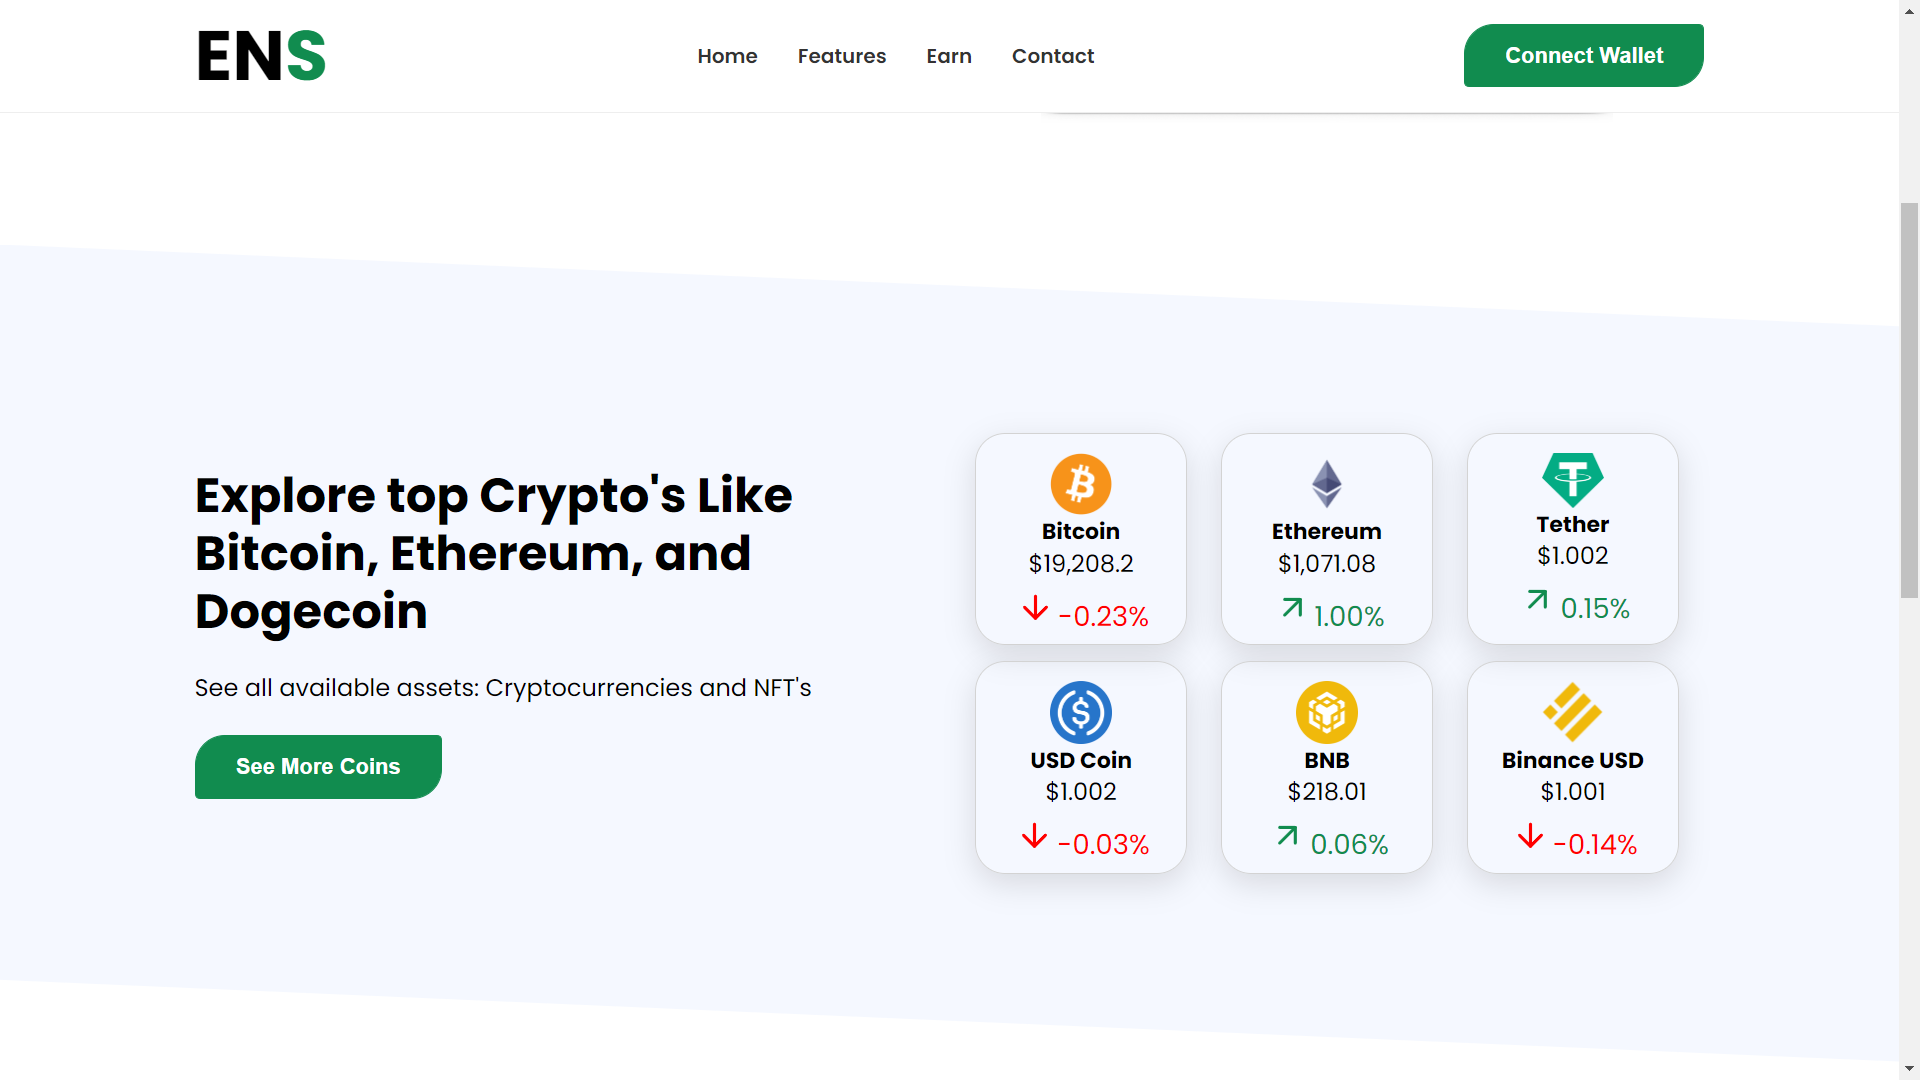 ENS
Home Features Earn Contact
Connect Wallet
Explore top Crypto's Like
Bitcoin, Ethereum, and
Dogecoin
See all available assets: Cryptocurrencies and NFT's
See More Coins
Bitcoin
$19,208.2
-0.23%
Ethereum
$1,071.08
1.00%
Tether
$1.002
0.15%
USD Coin
$1.002
-0.03%
BNB
$218.01
0.06%
Binance USD
$1.001
-0.14%